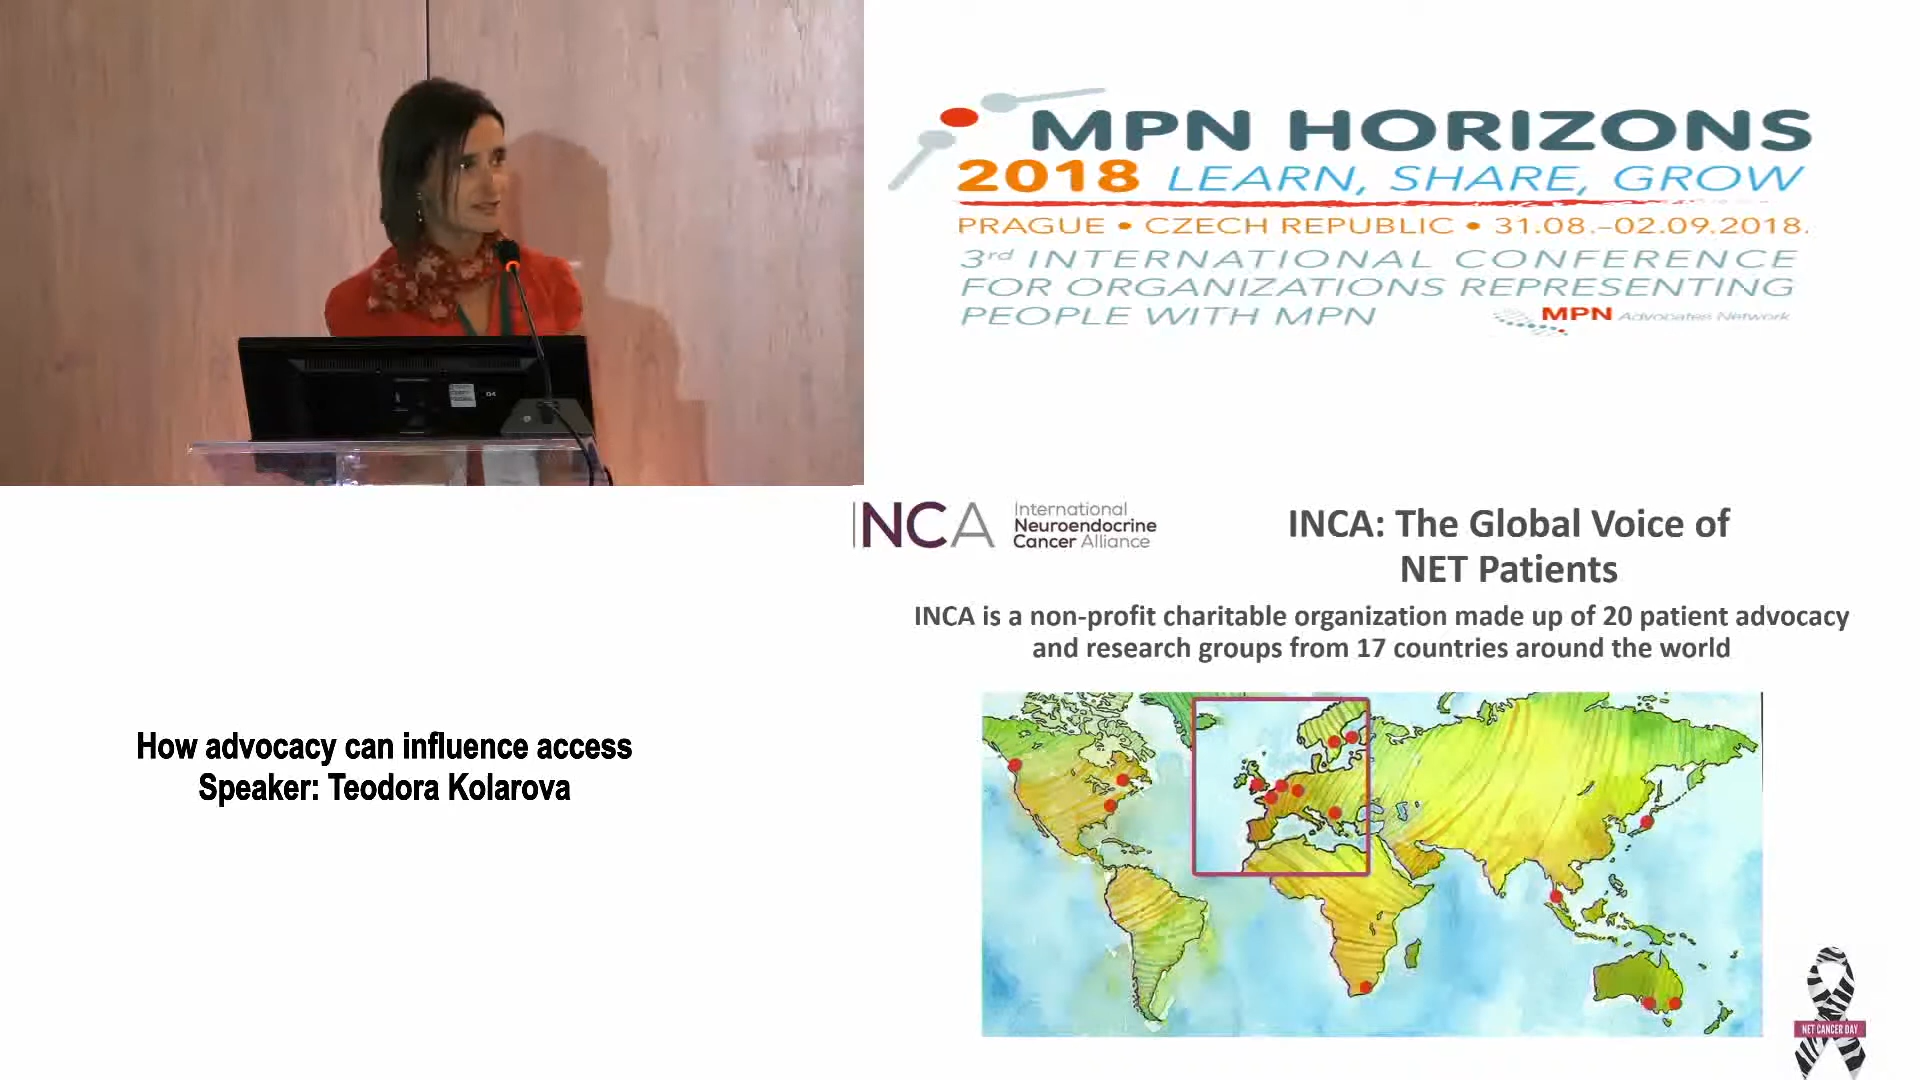 MPN HORIZONS
2018 LEARN, SHARE, GROW
PRAGUE • CZECH REPUBLIC • 31.08.–02.09.2018.
3rd INTERNATIONAL CONFERENCE
FOR ORGANIZATIONS REPRESENTING
PEOPLE WITH MPN
MPN Advocates Network
INCA
International
Neuroendocrine
Cancer Alliance
INCA: The Global Voice of
NET Patients
INCA is a non-profit charitable organization made up of 20 patient advocacy
and research groups from 17 countries around the world
How advocacy can influence access
Speaker: Teodora Kolarova
NET CANCER DAY